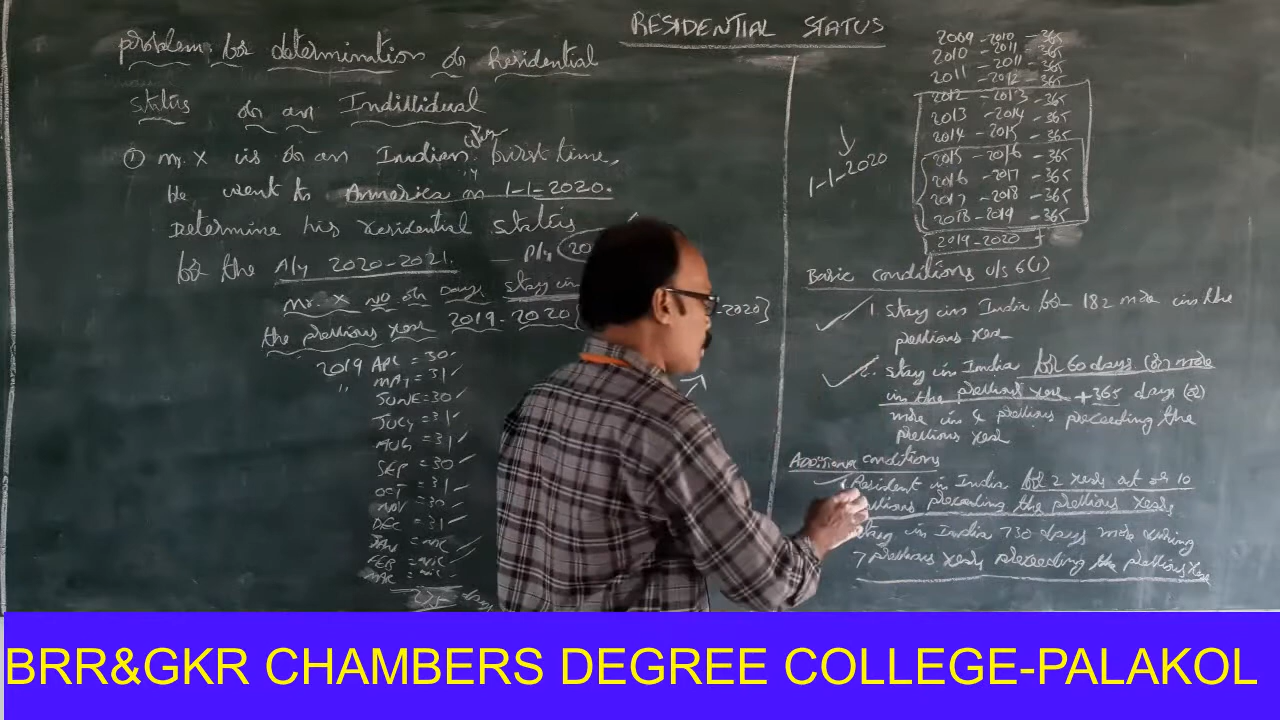 RESIDENTIAL STATUS
problem for determination of Residential
status of an Individual
① Mr. X is of an Indian first time,
He went to America on 1-1-2020.
Determine his residential status
for the A/y 2020-2021. P/y 20
Mr. X no of Days stay in
the previous year 2019-2020 -2020]
2019 APR = 30
" MAY = 31
JUNE = 30
JULY = 31
AUG = 31
SEP = 30
OCT = 31
NOV = 30
DEC = 31
1-1-2020
2009-2010 - 365
2010-2011 - 365
2011-2012 - 365
2012-2013 - 365
2013-2014 - 365
2014-2015 - 365
2015-2016 - 365
2016-2017 - 365
2017-2018 - 365
2018-2019 - 365
2019-2020 +
Basic conditions u/s 6(1)
1. Stay in India for 182 more in the
previous year
2. Stay in India for 60 days (or) more
in the previous year + 365 days (or)
more in 4 previous preceeding the
previous year
Additional conditions
Resident in India for 2 years out of 10
previous preceeding the previous years
stay in India 730 days more during
7 previous years preceeding the previous year
BRR&GKR CHAMBERS DEGREE COLLEGE-PALAKOL